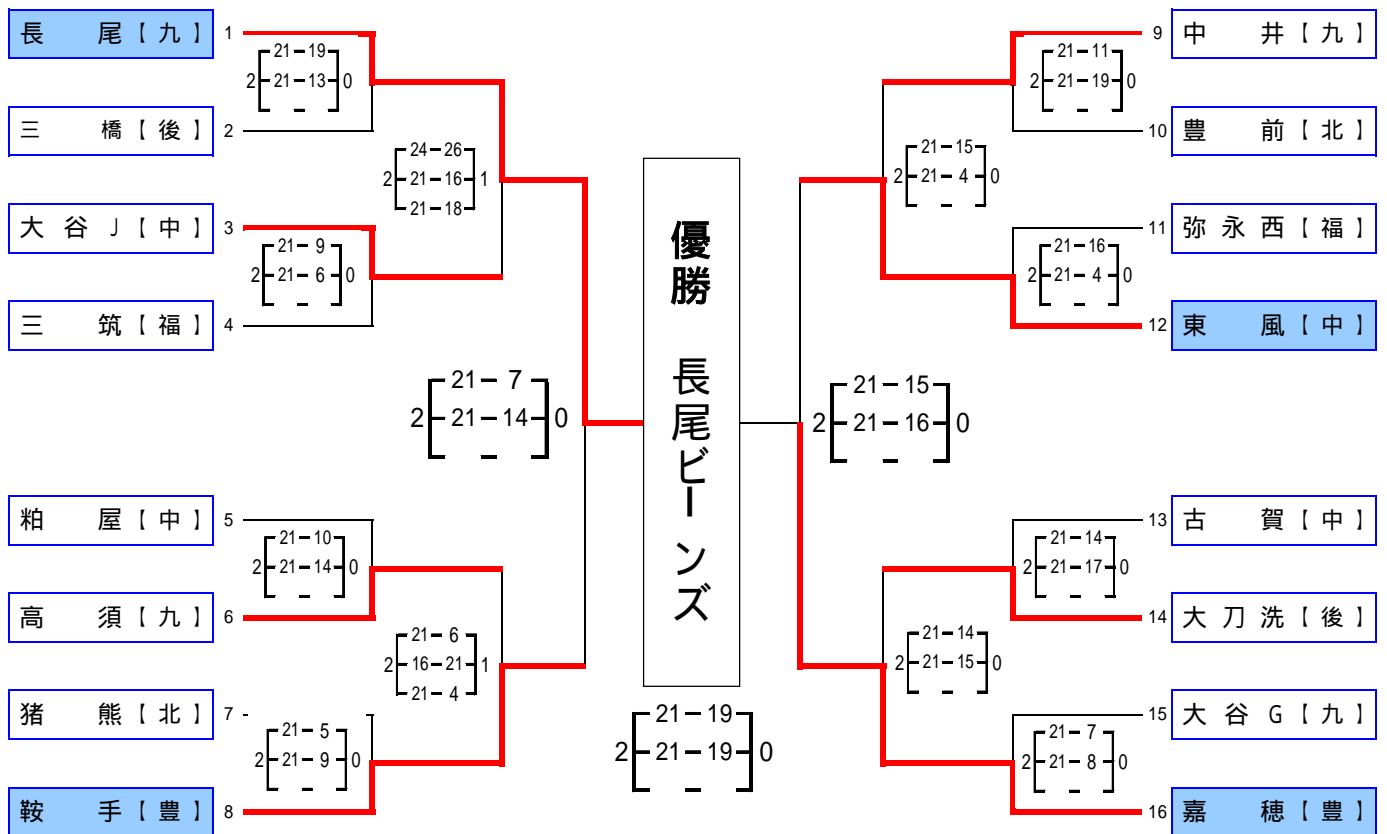 長 尾【九】 1
21-19
2 21-13 0
-
三 橋【後】 2
24-26
2 21-16 1
21-18
大 谷 J【中】 3
21-9
2 21-6 0
-
三 筑【福】 4
21-7
2 21-14 0
-
粕 屋【中】 5
21-10
2 21-14 0
-
高 須【九】 6
21-6
2 16-21 1
21-4
猪 熊【北】 7
21-5
2 21-9 0
-
鞍 手【豊】 8
優勝 長尾ビーンズ
21-19
2 21-19 0
-
9 中 井【九】
21-11
2 21-19 0
-
10 豊 前【北】
21-15
2 21-4 0
-
11 弥 永 西【福】
21-16
2 21-4 0
-
12 東 風【中】
21-15
2 21-16 0
-
13 古 賀【中】
21-14
2 21-17 0
-
14 大 刀 洗【後】
21-14
2 21-15 0
-
15 大 谷 G【九】
21-7
2 21-8 0
-
16 嘉 穂【豊】